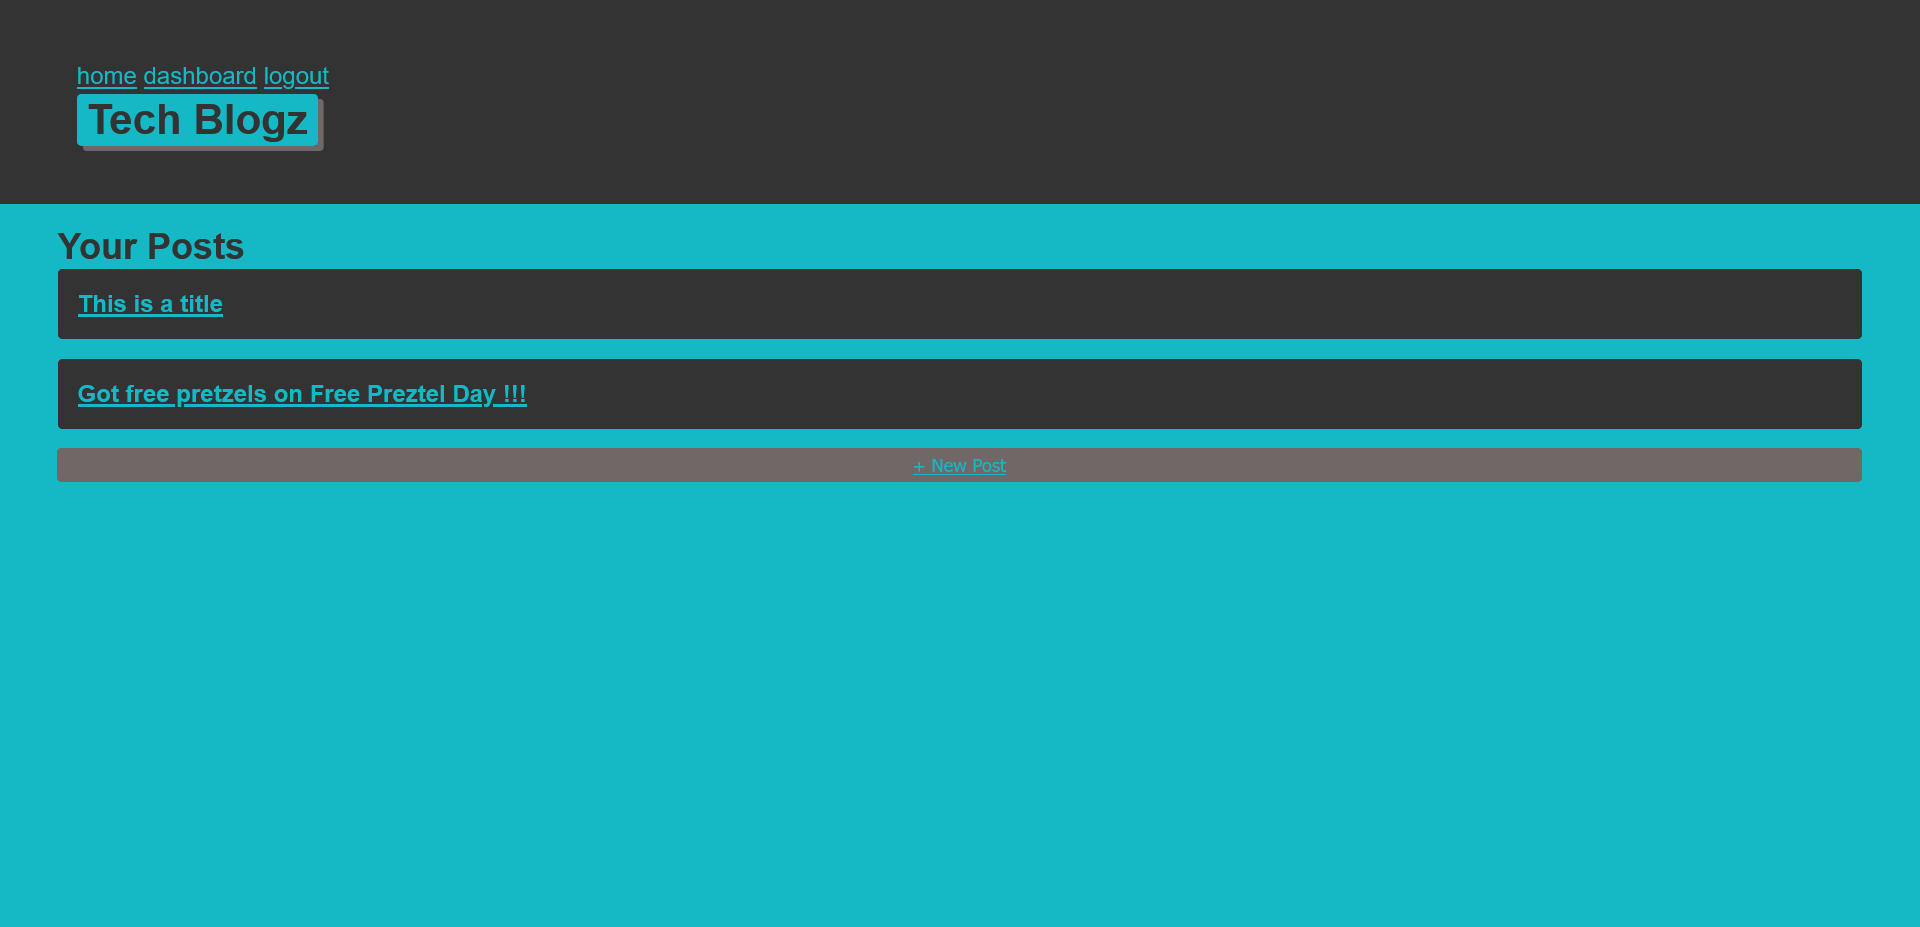 home dashboard logout
Tech Blogz
Your Posts
This is a title
Got free pretzels on Free Preztel Day !!!
+ New Post